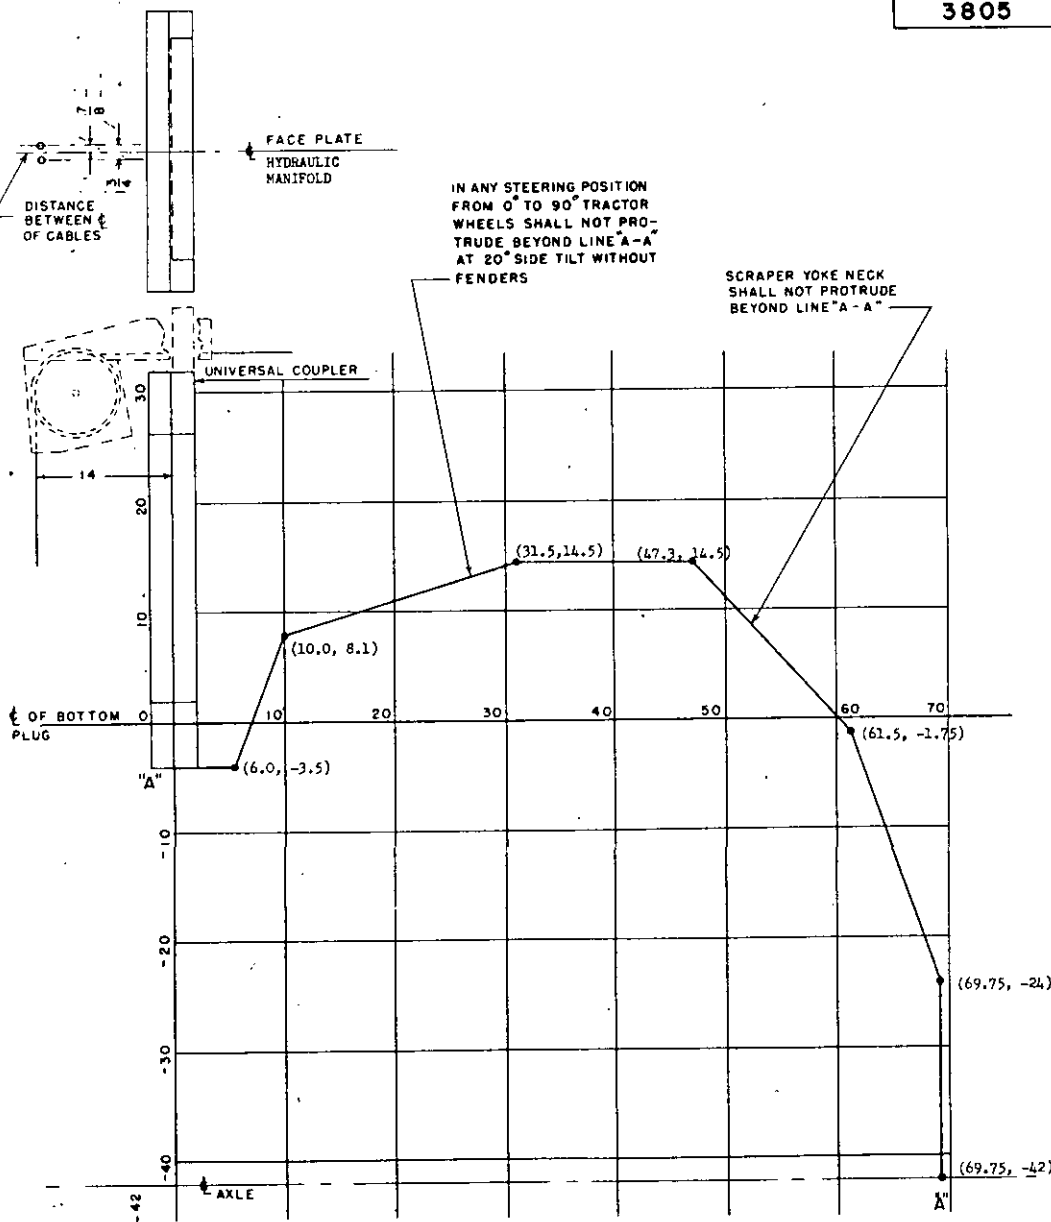 3805
7
8
3
4
℄ FACE PLATE
HYDRAULIC
MANIFOLD
DISTANCE
BETWEEN ℄
OF CABLES
IN ANY STEERING POSITION
FROM 0° TO 90° TRACTOR
WHEELS SHALL NOT PRO-
TRUDE BEYOND LINE "A-A"
AT 20° SIDE TILT WITHOUT
FENDERS
SCRAPER YOKE NECK
SHALL NOT PROTRUDE
BEYOND LINE "A-A"
UNIVERSAL COUPLER
30
14
20
(31.5,14.5)
(47.3, 14.5)
10
(10.0, 8.1)
℄ OF BOTTOM
PLUG
0
10
20
30
40
50
60
70
(61.5, -1.75)
(6.0, -3.5)
"A"
-10
-20
(69.75, -24)
-30
-40
(69.75, -42)
-42
℄ AXLE
A"